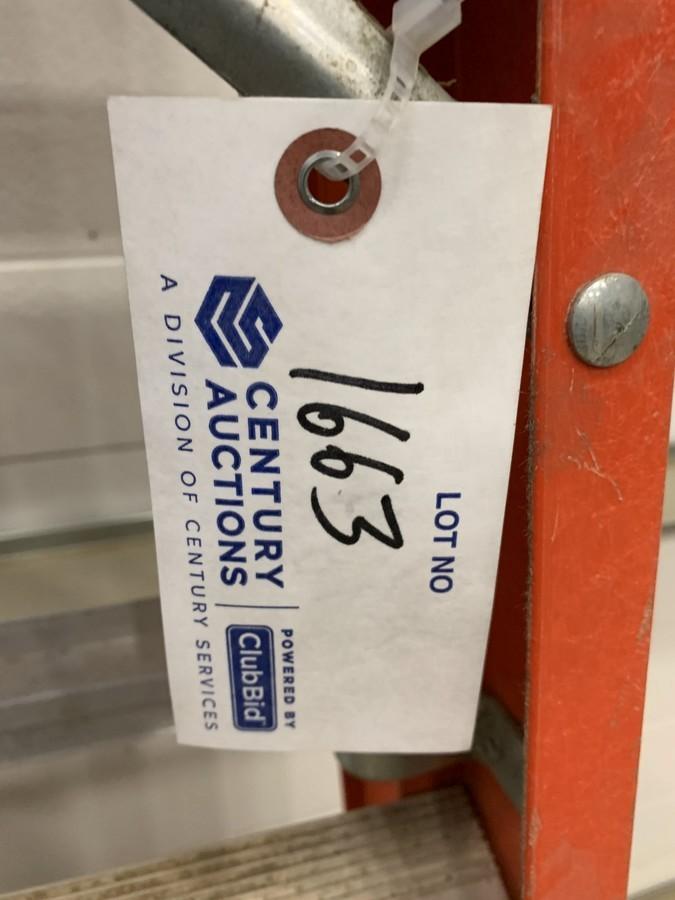 LOT NO
1663
CENTURY
AUCTIONS
A DIVISION OF CENTURY SERVICES
POWERED BY
ClubBid